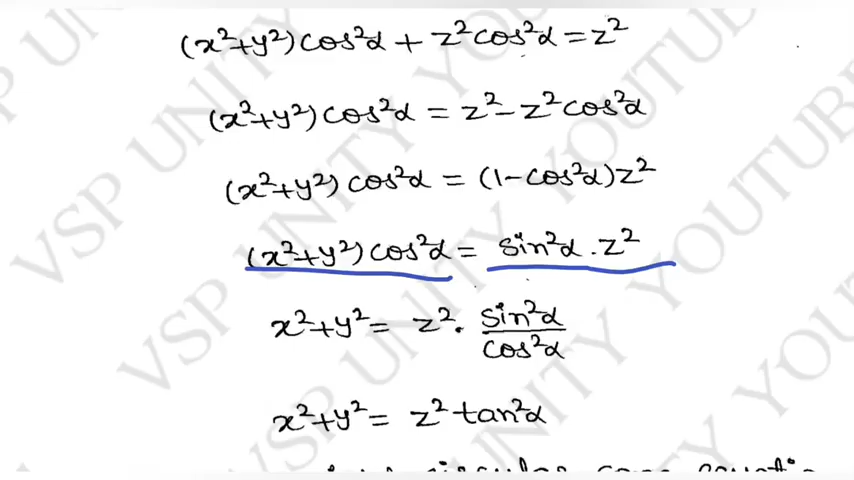 (x²+y²)cos²α + z²cos²α = z²
(x²+y²)cos²α = z² - z²cos²α
(x²+y²)cos²α = (1-cos²α)z²
(x²+y²)cos²α = sin²α . z²
x²+y² = z² . sin²α/cos²α
x²+y² = z² tan²α
VSP UNITY YOUTUBE